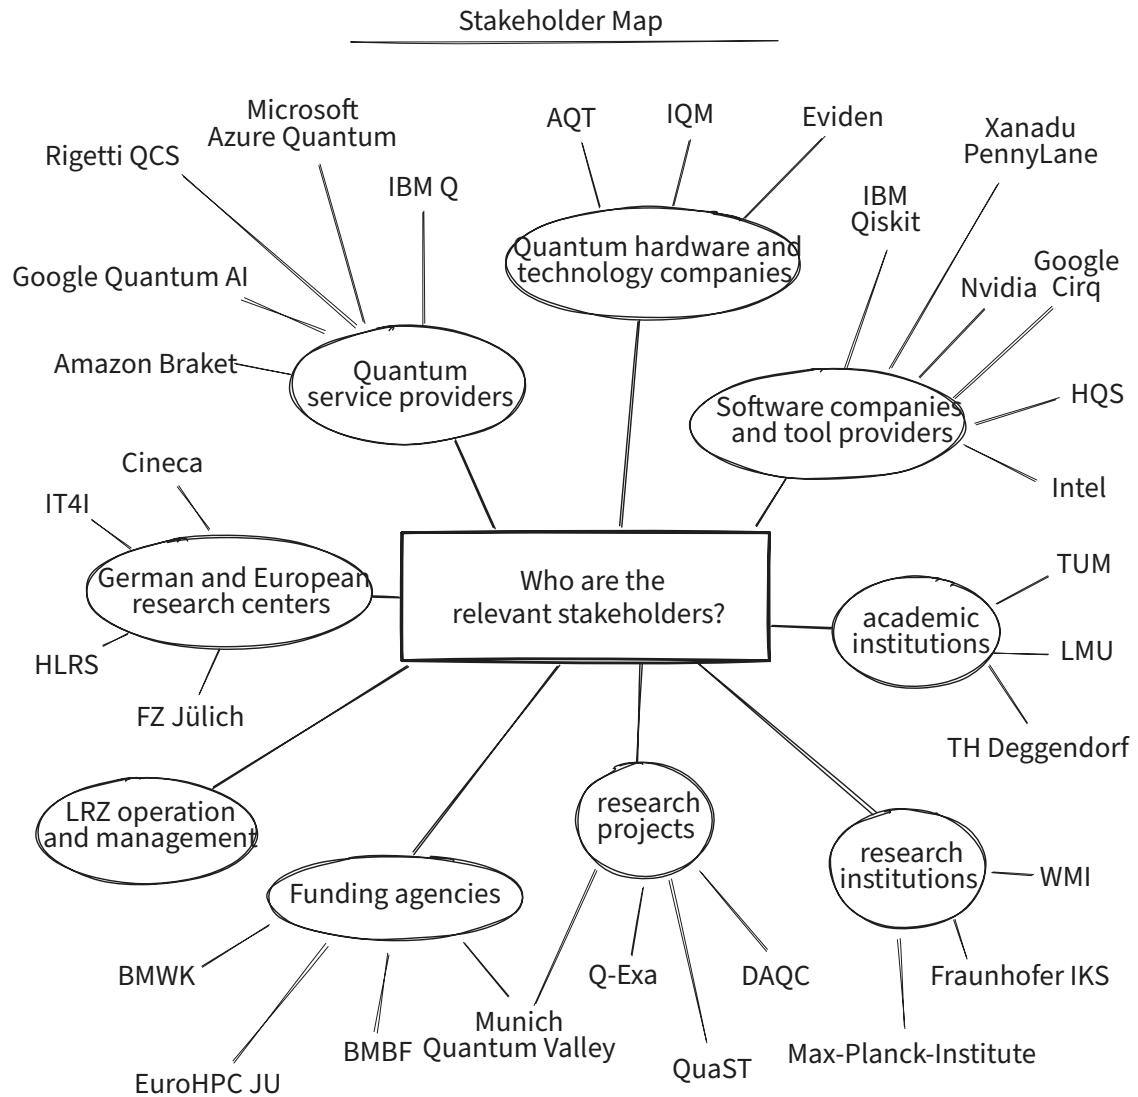 Stakeholder Map
Microsoft
Azure Quantum
Rigetti QCS
IBM Q
Google Quantum AI
Amazon Braket
Quantum
service providers
AQT
IQM
Eviden
Quantum hardware and
technology companies
Xanadu
PennyLane
IBM
Qiskit
Google
Cirq
Nvidia
HQS
Intel
Software companies
and tool providers
Cineca
IT4I
German and European
research centers
HLRS
FZ Jülich
Who are the
relevant stakeholders?
TUM
academic
institutions
LMU
TH Deggendorf
LRZ operation
and management
Funding agencies
BMWK
EuroHPC JU
BMBF
Munich
Quantum Valley
research
projects
Q-Exa
QuaST
DAQC
research
institutions
WMI
Fraunhofer IKS
Max-Planck-Institute